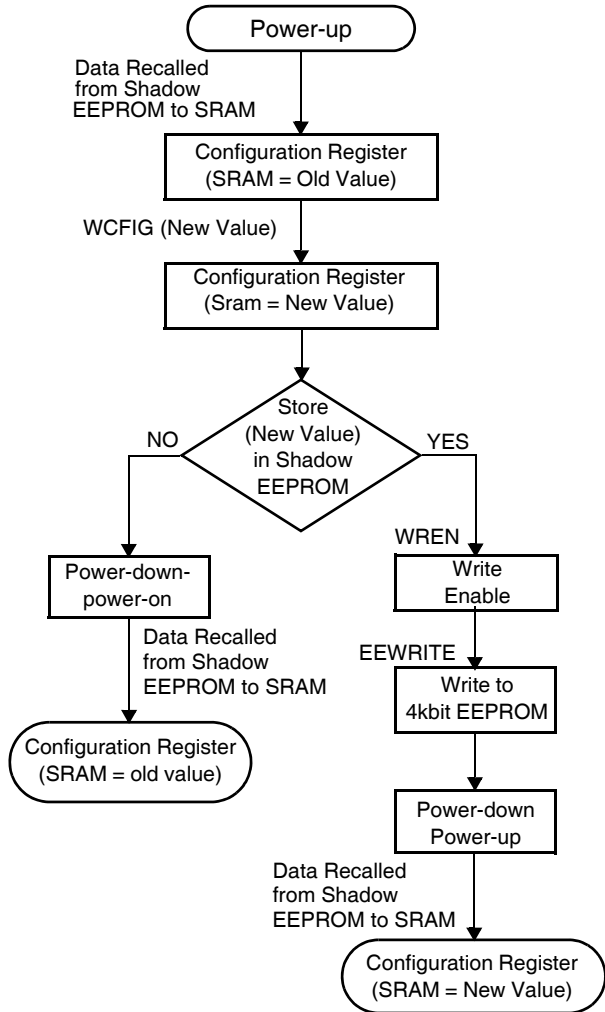 Power-up
Data Recalled
from Shadow
EEPROM to SRAM
Configuration Register
(SRAM = Old Value)
WCFIG (New Value)
Configuration Register
(Sram = New Value)
Store
(New Value)
in Shadow
EEPROM
NO
YES
Power-down-
power-on
Data Recalled
from Shadow
EEPROM to SRAM
Configuration Register
(SRAM = old value)
WREN
Write
Enable
EEWRITE
Write to
4kbit EEPROM
Power-down
Power-up
Data Recalled
from Shadow
EEPROM to SRAM
Configuration Register
(SRAM = New Value)